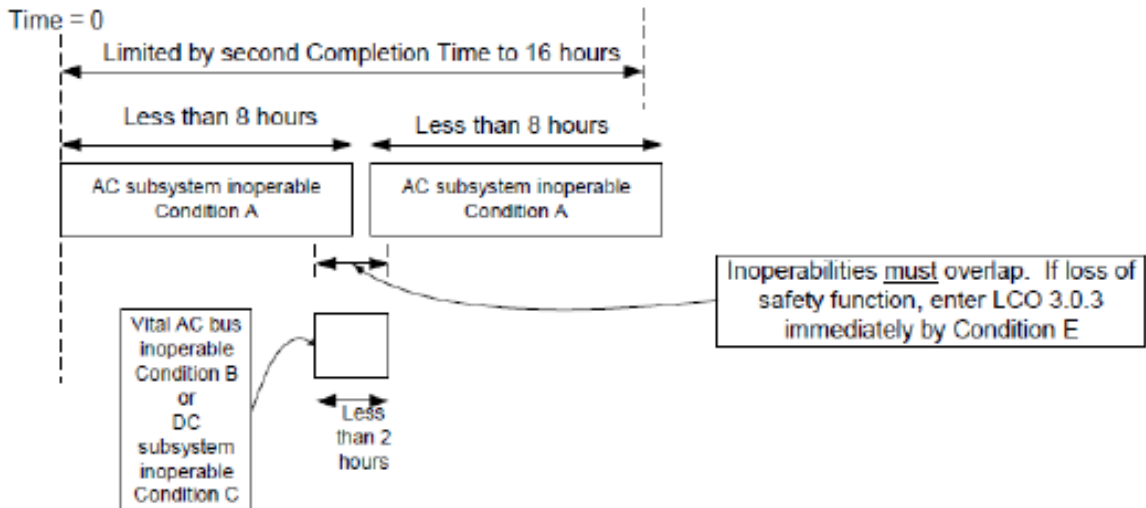 Time = 0
Limited by second Completion Time to 16 hours
Less than 8 hours
Less than 8 hours
AC subsystem inoperable
Condition A
AC subsystem inoperable
Condition A
Inoperabilities must overlap. If loss of
safety function, enter LCO 3.0.3
immediately by Condition E
Vital AC bus
inoperable
Condition B
or
DC
subsystem
inoperable
Condition C
Less
than 2
hours